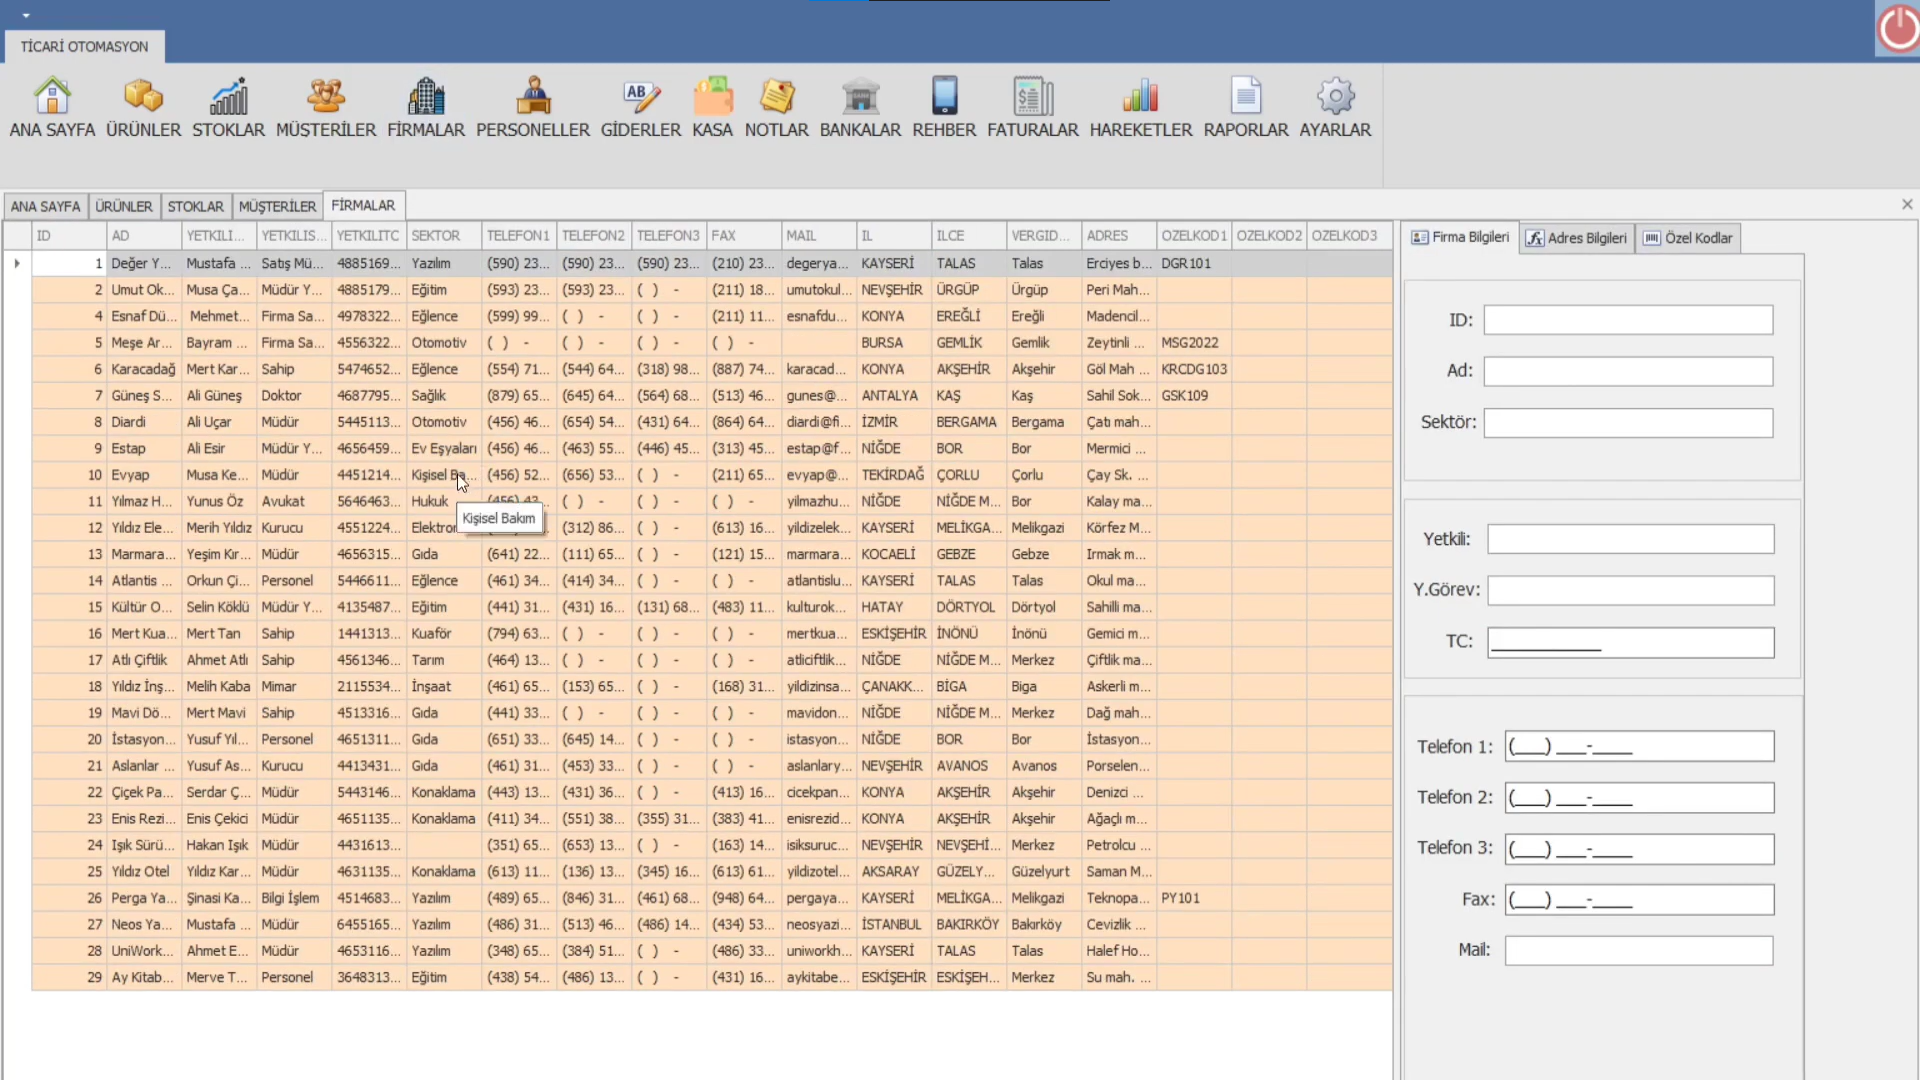 TİCARİ OTOMASYON
ANA SAYFA ÜRÜNLER STOKLAR MÜŞTERİLER FİRMALAR PERSONELLER GİDERLER KASA NOTLAR BANKALAR REHBER FATURALAR HAREKETLER RAPORLAR AYARLAR
ANA SAYFA ÜRÜNLER STOKLAR MÜŞTERİLER FİRMALAR
ID AD YETKILI... YETKILIS... YETKILITC SEKTOR TELEFON1 TELEFON2 TELEFON3 FAX MAIL IL ILCE VERGID... ADRES OZELKOD1 OZELKOD2 OZELKOD3
1 Değer Y... Mustafa ... Satış Mü... 4885169... Yazılım (590) 23... (590) 23... (590) 23... (210) 23... degerya... KAYSERİ TALAS Talas Erciyes b... DGR101
2 Umut Ok... Musa Ça... Müdür Y... 4885179... Eğitim (593) 23... (593) 23... ( ) - (211) 18... umutokul... NEVŞEHİR ÜRGÜP Ürgüp Peri Mah...
4 Esnaf Dü... Mehmet... Firma Sa... 4978322... Eğlence (599) 99... ( ) - ( ) - (211) 11... esnafdu... KONYA EREĞLİ Ereğli Madencil...
5 Meşe Ar... Bayram ... Firma Sa... 4556322... Otomotiv ( ) - ( ) - ( ) - ( ) - BURSA GEMLİK Gemlik Zeytinli ... MSG2022
6 Karacadağ Mert Kar... Sahip 5474652... Eğlence (554) 71... (544) 64... (318) 98... (887) 74... karacad... KONYA AKŞEHİR Akşehir Göl Mah ... KRCDG103
7 Güneş S... Ali Güneş Doktor 4687795... Sağlık (879) 65... (645) 64... (564) 68... (513) 46... gunes@... ANTALYA KAŞ Kaş Sahil Sok... GSK109
8 Diardi Ali Uçar Müdür 5445113... Otomotiv (456) 46... (654) 54... (431) 64... (864) 64... diardi@fi... İZMİR BERGAMA Bergama Çatı mah...
9 Estap Ali Esir Müdür Y... 4656459... Ev Eşyaları (456) 46... (463) 55... (446) 45... (313) 45... estap@f... NİĞDE BOR Bor Mermici ...
10 Evyap Musa Ke... Müdür 4451214... Kişisel Ba... (456) 52... (656) 53... ( ) - (211) 65... evyap@... TEKİRDAĞ ÇORLU Çorlu Çay Sk. ...
11 Yılmaz H... Yunus Öz Avukat 5646463... Hukuk (456) 43... ( ) - ( ) - ( ) - yilmazhu... NİĞDE NİĞDE M... Bor Kalay ma...
Kişisel Bakım
12 Yıldız Ele... Merih Yıldız Kurucu 4551224... Elektron (312) 86... ( ) - (613) 16... yildizelek... KAYSERİ MELİKGA... Melikgazi Körfez M...
13 Marmara... Yeşim Kır... Müdür 4656315... Gıda (641) 22... (111) 65... ( ) - (121) 15... marmara... KOCAELİ GEBZE Gebze Irmak m...
14 Atlantis ... Orkun Çi... Personel 5446611... Eğlence (461) 34... (414) 34... ( ) - ( ) - atlantislu... KAYSERİ TALAS Talas Okul ma...
15 Kültür O... Selin Köklü Müdür Y... 4135487... Eğitim (441) 31... (431) 16... (131) 68... (483) 11... kulturok... HATAY DÖRTYOL Dörtyol Sahilli ma...
16 Mert Kua... Mert Tan Sahip 1441313... Kuaför (794) 63... ( ) - ( ) - ( ) - mertkua... ESKİŞEHİR İNÖNÜ İnönü Gemici m...
17 Atlı Çiftlik Ahmet Atlı Sahip 4561346... Tarım (464) 13... ( ) - ( ) - ( ) - atliciftlik... NİĞDE NİĞDE M... Merkez Çiftlik ma...
18 Yıldız İnş... Melih Kaba Mimar 2115534... İnşaat (461) 65... (153) 65... ( ) - (168) 31... yildizinsa... ÇANAKK... BİGA Biga Askerli m...
19 Mavi Dö... Mert Mavi Sahip 4513316... Gıda (441) 33... ( ) - ( ) - ( ) - mavidon... NİĞDE NİĞDE M... Merkez Dağ mah...
20 İstasyon... Yusuf Yıl... Personel 4651311... Gıda (651) 33... (645) 14... ( ) - ( ) - istasyon... NİĞDE BOR Bor İstasyon...
21 Aslanlar ... Yusuf As... Kurucu 4413431... Gıda (461) 31... (453) 33... ( ) - ( ) - aslanlary... NEVŞEHİR AVANOS Avanos Porselen...
22 Çiçek Pa... Serdar Ç... Müdür 5443146... Konaklama (443) 13... (431) 36... ( ) - (413) 16... cicekpan... KONYA AKŞEHİR Akşehir Denizci ...
23 Enis Rezi... Enis Çekici Müdür 4651135... Konaklama (411) 34... (551) 38... (355) 31... (383) 41... enisrezid... KONYA AKŞEHİR Akşehir Ağaçlı m...
24 Işık Sürü... Hakan Işık Müdür 4431613... (351) 65... (653) 13... ( ) - (163) 14... isiksuruc... NEVŞEHİR NEVŞEHİ... Merkez Petrolcu ...
25 Yıldız Otel Yıldız Kar... Müdür 4631135... Konaklama (613) 11... (136) 13... (345) 16... (613) 61... yildizotel... AKSARAY GÜZELY... Güzelyurt Saman M...
26 Perga Ya... Şinasi Ka... Bilgi İşlem 4514683... Yazılım (489) 65... (846) 31... (461) 68... (948) 64... pergaya... KAYSERİ MELİKGA... Melikgazi Teknopa... PY101
27 Neos Ya... Mustafa ... Müdür 6455165... Yazılım (486) 31... (513) 46... (486) 14... (434) 53... neosyazi... İSTANBUL BAKIRKÖY Bakırköy Cevizlik ...
28 UniWork... Ahmet E... Müdür 4653116... Yazılım (348) 65... (384) 51... ( ) - (486) 33... uniworkh... KAYSERİ TALAS Talas Halef Ho...
29 Ay Kitab... Merve T... Personel 3648313... Eğitim (438) 54... (486) 13... ( ) - (431) 16... aykitabe... ESKİŞEHİR ESKİŞEH... Merkez Su mah. ...
Firma Bilgileri Adres Bilgileri Özel Kodlar
ID:
Ad:
Sektör:
Yetkili:
Y.Görev:
TC: ___________
Telefon 1: (___) ___-____
Telefon 2: (___) ___-____
Telefon 3: (___) ___-____
Fax: (___) ___-____
Mail: